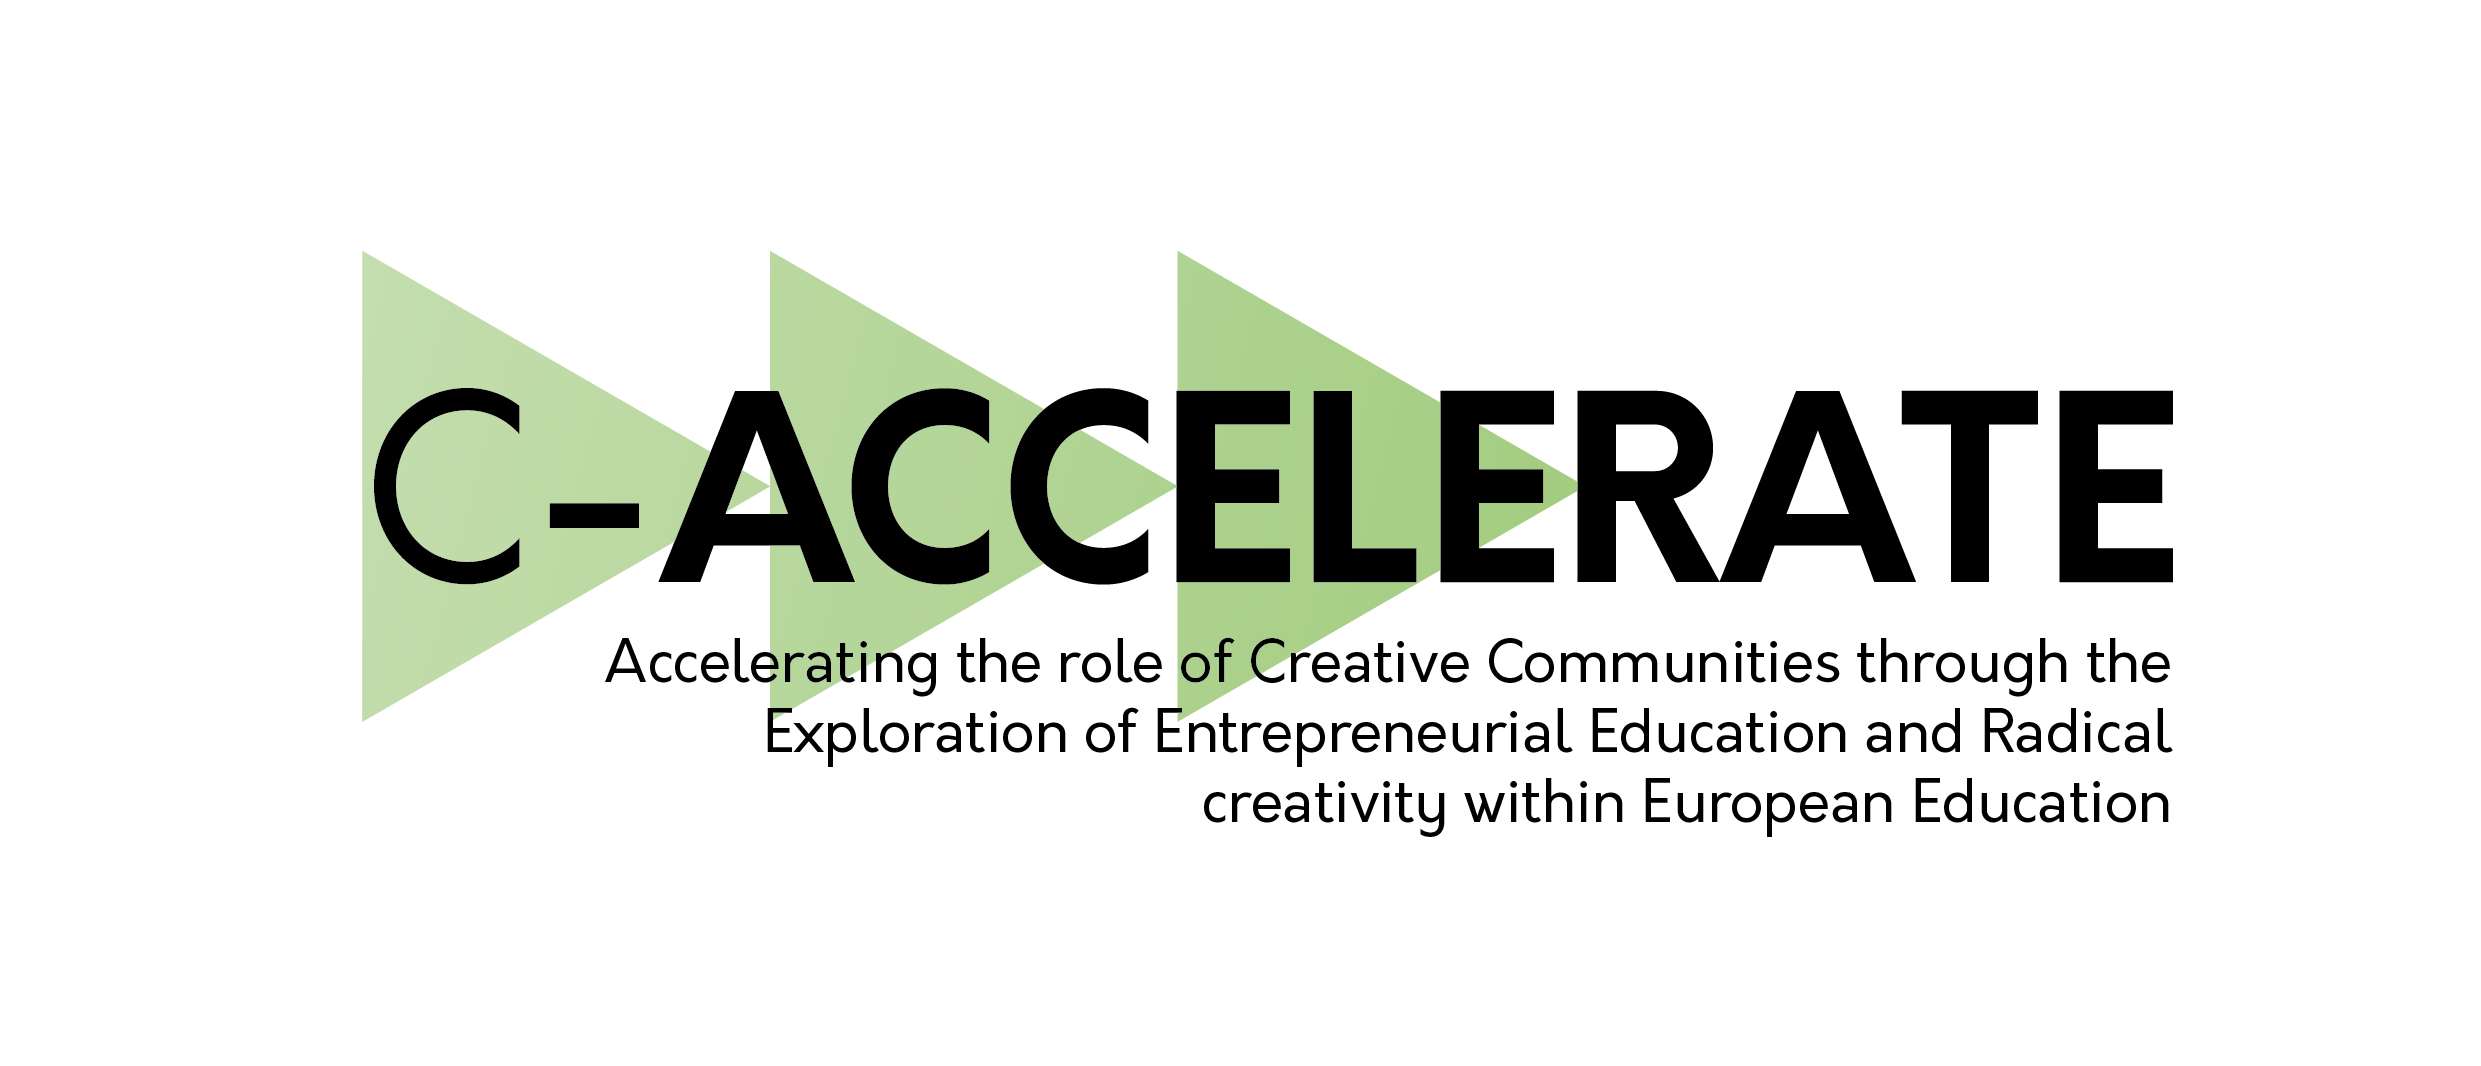 C-ACCELERATE
Accelerating the role of Creative Communities through the
Exploration of Entrepreneurial Education and Radical
creativity within European Education